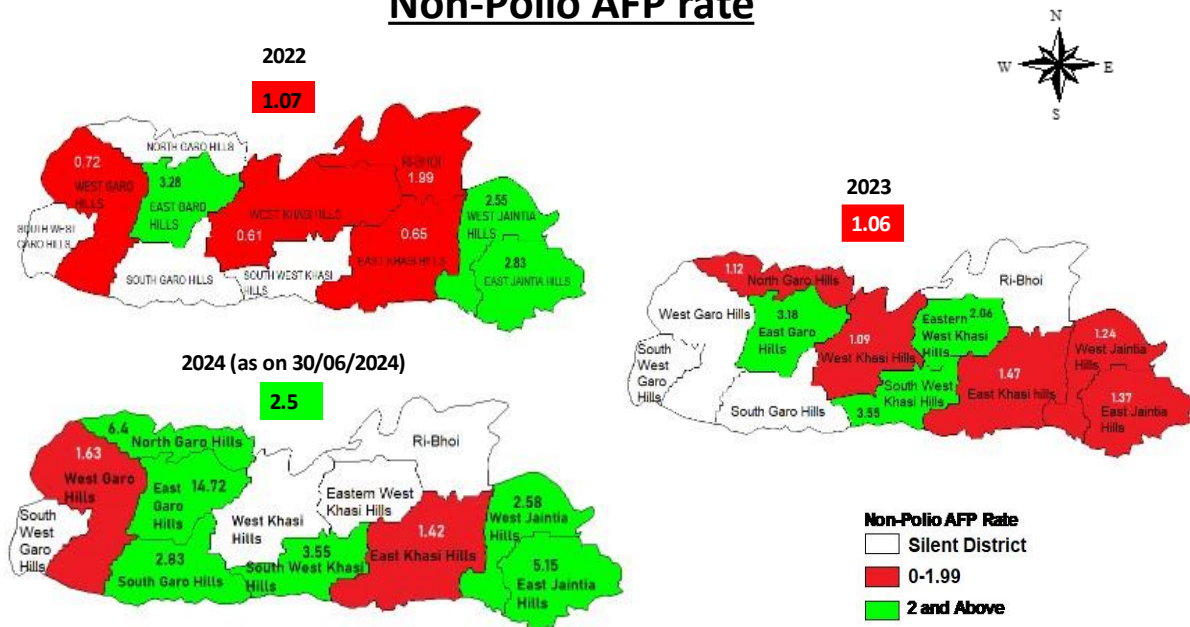 Non-Polio AFP rate
N
W
E
S
2022
1.07
NORTH GARO HILLS
0.72
WEST GARO
HILLS
3.28
EAST GARO
HILLS
SOUTH WEST
GARO HILLS
SOUTH GARO HILLS
WEST KHASI HILLS
0.61
SOUTH WEST KHASI
HILLS
RI-BHOI
1.99
0.65
EAST KHASI HILLS
2.55
WEST JAINTIA
HILLS
2.83
EAST JAINTIA HILLS
2023
1.06
1.12
North Garo Hills
West Garo Hills
3.18
East Garo
Hills
South
West
Garo
Hills
South Garo Hills
1.09
West Khasi Hills
Eastern 2.06
West Khasi
Hills
Ri-Bhoi
South West
Khasi Hills
3.55
1.47
East Khasi hills
1.24
West Jaintia
Hills
1.37
East Jaintia
Hills
2024 (as on 30/06/2024)
2.5
6.4
North Garo Hills
1.63
West Garo
Hills
East 14.72
Garo
Hills
South
West
Garo
Hills
2.83
South Garo Hills
West Khasi
Hills
Eastern West
Khasi Hills
Ri-Bhoi
3.55
South West Khasi
Hills
1.42
East Khasi Hills
2.58
West Jaintia
Hills
5.15
East Jaintia
Hills
Non-Polio AFP Rate
Silent District
0-1.99
2 and Above